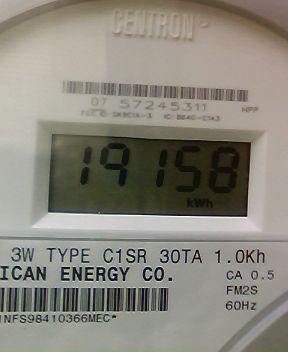 CENTRON
07 57245311
19158
kWh
3W TYPE C1SR 30TA 1.0Kh
ICAN ENERGY CO. CA 0.5
FM2S
60Hz
1NFS98410366MEC*